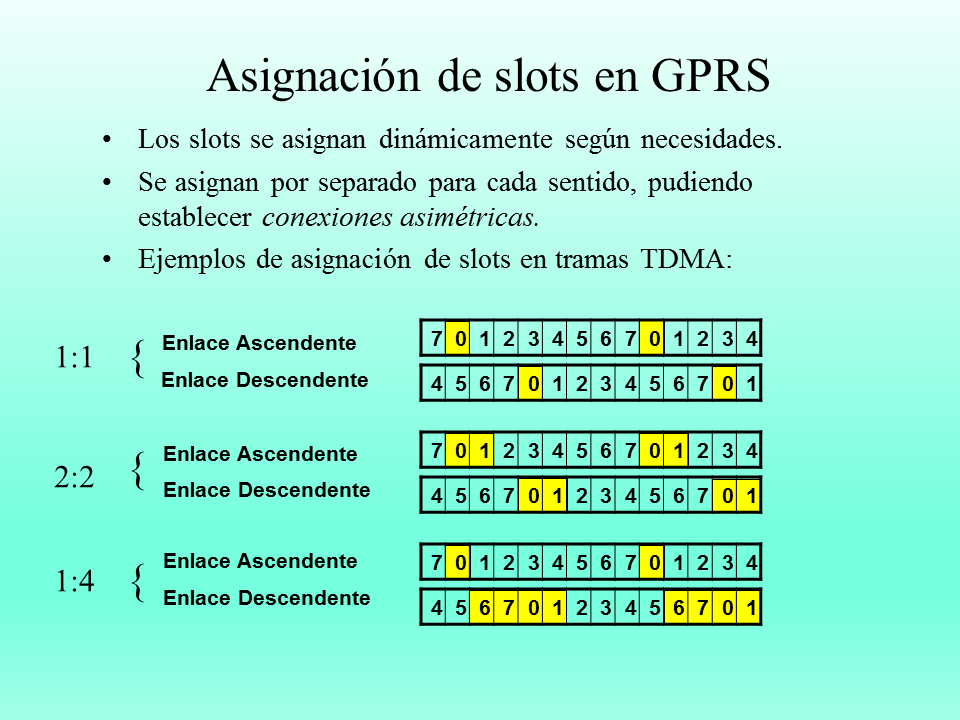 Asignación de slots en GPRS
• Los slots se asignan dinámicamente según necesidades.
• Se asignan por separado para cada sentido, pudiendo
establecer conexiones asimétricas.
• Ejemplos de asignación de slots en tramas TDMA:
1:1 { Enlace Ascendente 7 0 1 2 3 4 5 6 7 0 1 2 3 4
Enlace Descendente 4 5 6 7 0 1 2 3 4 5 6 7 0 1
2:2 { Enlace Ascendente 7 0 1 2 3 4 5 6 7 0 1 2 3 4
Enlace Descendente 4 5 6 7 0 1 2 3 4 5 6 7 0 1
1:4 { Enlace Ascendente 7 0 1 2 3 4 5 6 7 0 1 2 3 4
Enlace Descendente 4 5 6 7 0 1 2 3 4 5 6 7 0 1